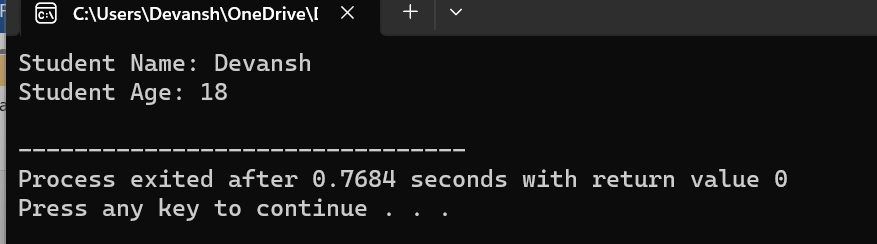 C:\Users\Devansh\OneDrive\D
Student Name: Devansh
Student Age: 18
--------------------------------
Process exited after 0.7684 seconds with return value 0
Press any key to continue . . .